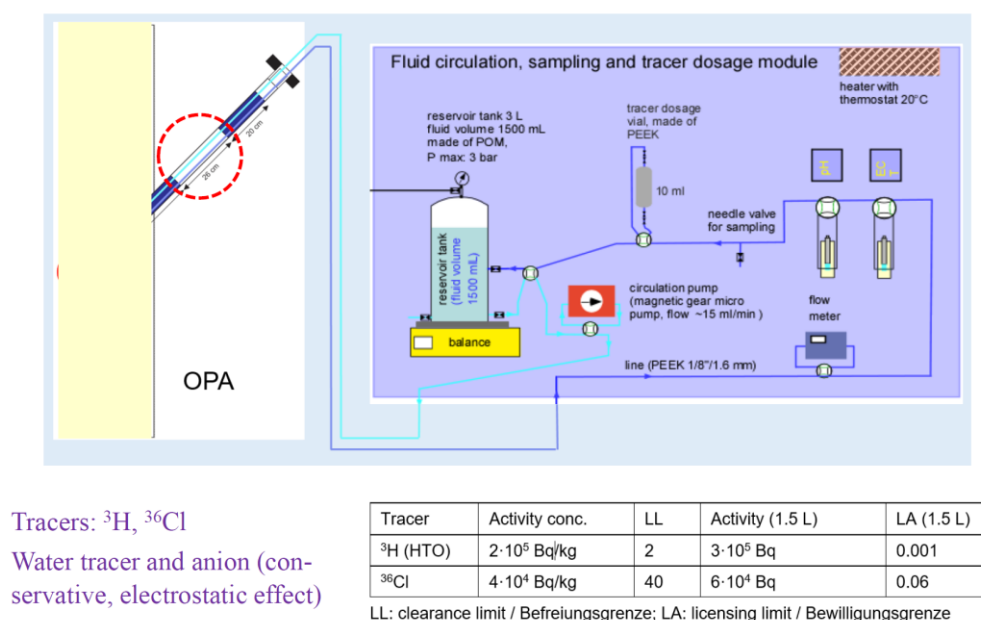 Fluid circulation, sampling and tracer dosage module
heater with
thermostat 20°C
reservoir tank 3 L
fluid volume 1500 mL
made of POM,
P max: 3 bar
tracer dosage
vial, made of
PEEK
10 ml
pH
EC
T
needle valve
for sampling
20 cm
26 cm
reservoir tank
(fluid volume
1500 mL)
circulation pump
(magnetic gear micro
pump, flow ~15 ml/min )
flow
meter
balance
line (PEEK 1/8"/1.6 mm)
OPA
Tracers: ³H, ³⁶Cl
Water tracer and anion (con-
servative, electrostatic effect)
Tracer Activity conc. LL Activity (1.5 L) LA (1.5 L)
³H (HTO) 2·10⁵ Bq/kg 2 3·10⁵ Bq 0.001
³⁶Cl 4·10⁴ Bq/kg 40 6·10⁴ Bq 0.06
LL: clearance limit / Befreiungsgrenze; LA: licensing limit / Bewilligungsgrenze